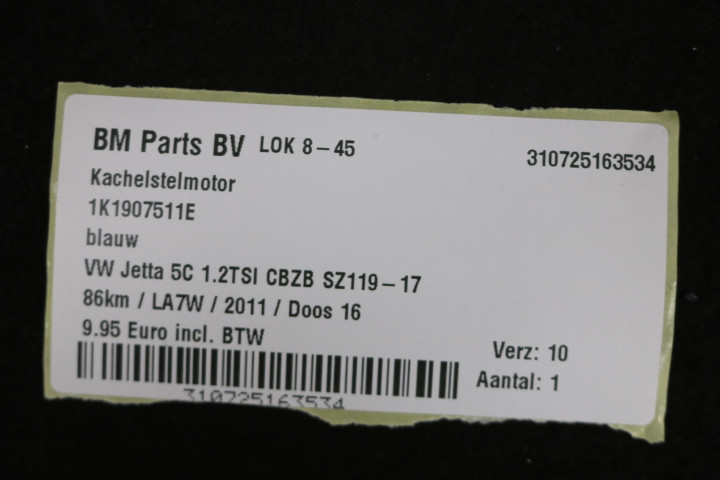 BM Parts BV LOK 8-45 310725163534
Kachelstelmotor
1K1907511E
blauw
VW Jetta 5C 1.2TSI CBZB SZ119-17
86km / LA7W / 2011 / Doos 16
9.95 Euro incl. BTW
Verz: 10
Aantal: 1
310725163534